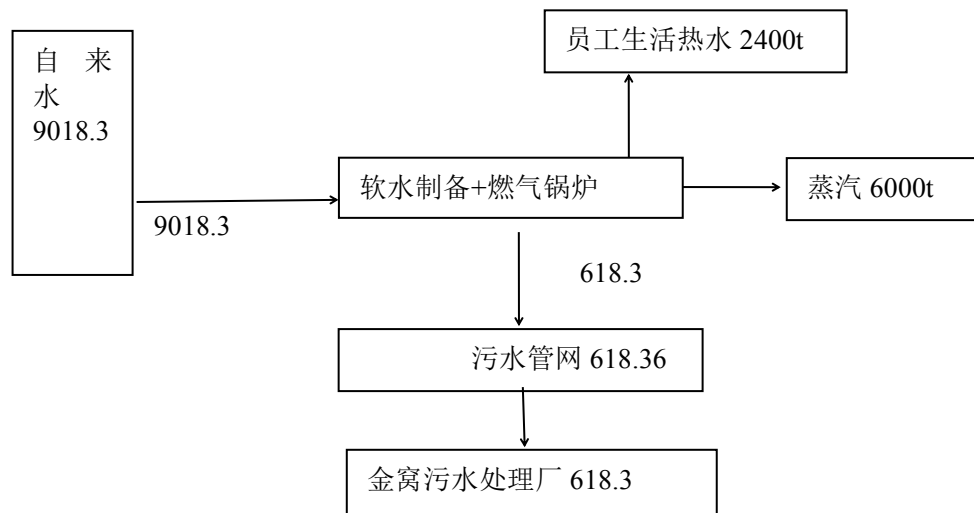 员工生活热水 2400t
自 来
水
9018.3
软水制备+燃气锅炉
蒸汽 6000t
9018.3
618.3
污水管网 618.36
金窝污水处理厂 618.3